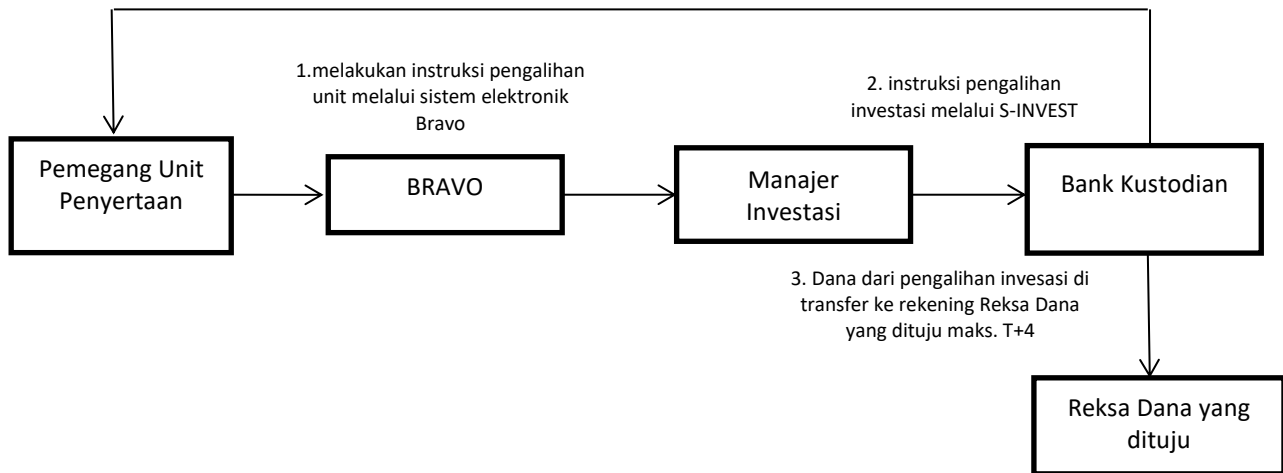 1.melakukan instruksi pengalihan
unit melalui sistem elektronik
Bravo
2. instruksi pengalihan
investasi melalui S-INVEST
Pemegang Unit
Penyertaan
BRAVO
Manajer
Investasi
Bank Kustodian
3. Dana dari pengalihan invesasi di
transfer ke rekening Reksa Dana
yang dituju maks. T+4
Reksa Dana yang
dituju